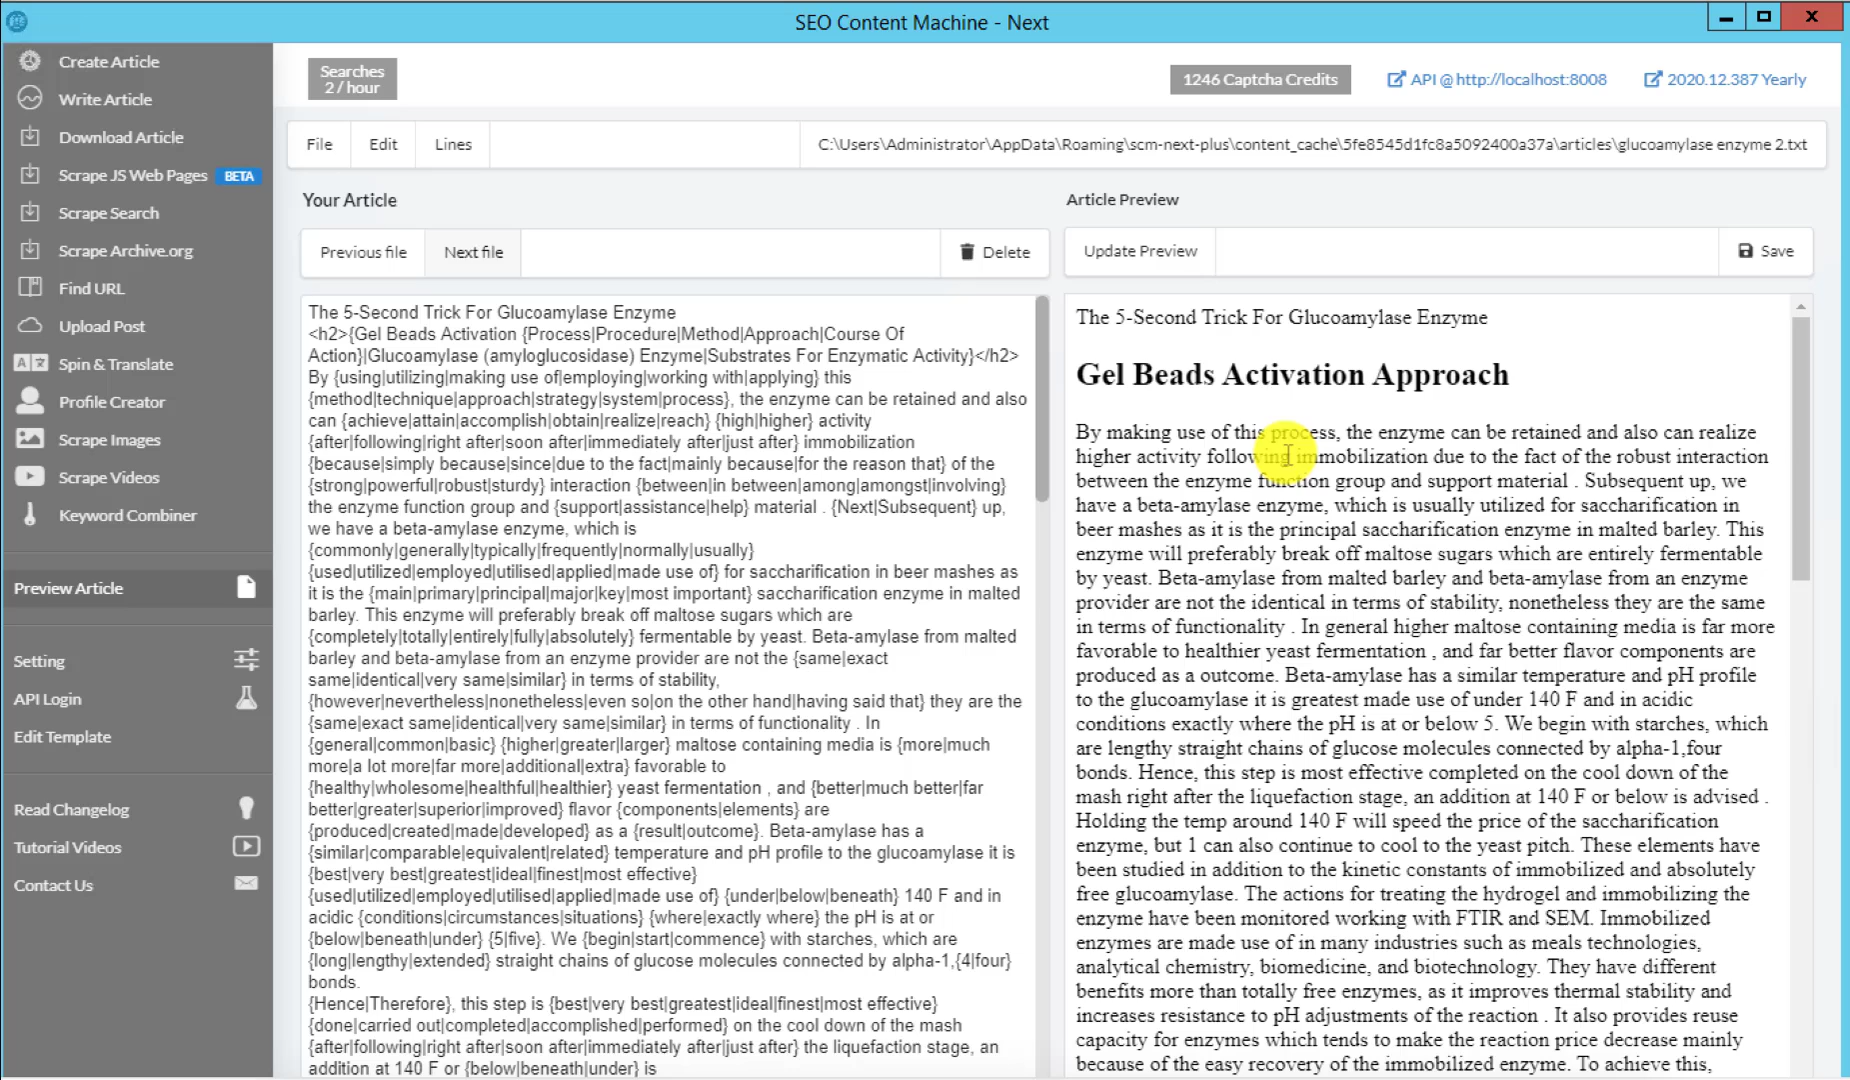 SEO Content Machine - Next
Create Article
Write Article
Download Article
Scrape JS Web Pages BETA
Scrape Search
Scrape Archive.org
Find URL
Upload Post
Spin & Translate
Profile Creator
Scrape Images
Scrape Videos
Keyword Combiner
Preview Article
Setting
API Login
Edit Template
Read Changelog
Tutorial Videos
Contact Us
Searches
2 / hour
1246 Captcha Credits
API @ http://localhost:8008
2020.12.387 Yearly
File
Edit
Lines
C:\Users\Administrator\AppData\Roaming\scm-next-plus\content_cache\5fe8545d1fc8a5092400a37a\articles\glucoamylase enzyme 2.txt
Your Article
Previous file
Next file
Delete
The 5-Second Trick For Glucoamylase Enzyme
<h2>{Gel Beads Activation {Process|Procedure|Method|Approach|Course Of
Action}|Glucoamylase (amyloglucosidase) Enzyme|Substrates For Enzymatic Activity}</h2>
By {using|utilizing|making use of|employing|working with|applying} this
{method|technique|approach|strategy|system|process}, the enzyme can be retained and also
can {achieve|attain|accomplish|obtain|realize|reach} {high|higher} activity
{after|following|right after|soon after|immediately after|just after} immobilization
{because|simply because|since|due to the fact|mainly because|for the reason that} of the
{strong|powerful|robust|sturdy} interaction {between|in between|among|amongst|involving}
the enzyme function group and {support|assistance|help} material . {Next|Subsequent} up,
we have a beta-amylase enzyme, which is
{commonly|generally|typically|frequently|normally|usually}
{used|utilized|employed|utilised|applied|made use of} for saccharification in beer mashes as
it is the {main|primary|principal|major|key|most important} saccharification enzyme in malted
barley. This enzyme will preferably break off maltose sugars which are
{completely|totally|entirely|fully|absolutely} fermentable by yeast. Beta-amylase from malted
barley and beta-amylase from an enzyme provider are not the {same|exact
same|identical|very same|similar} in terms of stability,
{however|nevertheless|nonetheless|even so|on the other hand|having said that} they are the
{same|exact same|identical|very same|similar} in terms of functionality . In
{general|common|basic} {higher|greater|larger} maltose containing media is {more|much
more|a lot more|far more|additional|extra} favorable to
{healthy|wholesome|healthful|healthier} yeast fermentation , and {better|much better|far
better|greater|superior|improved} flavor {components|elements} are
{produced|created|made|developed} as a {result|outcome}. Beta-amylase has a
{similar|comparable|equivalent|related} temperature and pH profile to the glucoamylase it is
{best|very best|greatest|ideal|finest|most effective}
{used|utilized|employed|utilised|applied|made use of} {under|below|beneath} 140 F and in
acidic {conditions|circumstances|situations} {where|exactly where} the pH is at or
{below|beneath|under} {5|five}. We {begin|start|commence} with starches, which are
{long|lengthy|extended} straight chains of glucose molecules connected by alpha-1,{4|four}
bonds.
{Hence|Therefore}, this step is {best|very best|greatest|ideal|finest|most effective}
{done|carried out|completed|accomplished|performed} on the cool down of the mash
{after|following|right after|soon after|immediately after|just after} the liquefaction stage, an
addition at 140 F or {below|beneath|under} is
Article Preview
Update Preview
Save
The 5-Second Trick For Glucoamylase Enzyme
Gel Beads Activation Approach
By making use of this process, the enzyme can be retained and also can realize
higher activity following immobilization due to the fact of the robust interaction
between the enzyme function group and support material . Subsequent up, we
have a beta-amylase enzyme, which is usually utilized for saccharification in
beer mashes as it is the principal saccharification enzyme in malted barley. This
enzyme will preferably break off maltose sugars which are entirely fermentable
by yeast. Beta-amylase from malted barley and beta-amylase from an enzyme
provider are not the identical in terms of stability, nonetheless they are the same
in terms of functionality . In general higher maltose containing media is far more
favorable to healthier yeast fermentation , and far better flavor components are
produced as a outcome. Beta-amylase has a similar temperature and pH profile
to the glucoamylase it is greatest made use of under 140 F and in acidic
conditions exactly where the pH is at or below 5. We begin with starches, which
are lengthy straight chains of glucose molecules connected by alpha-1,four
bonds. Hence, this step is most effective completed on the cool down of the
mash right after the liquefaction stage, an addition at 140 F or below is advised .
Holding the temp around 140 F will speed the price of the saccharification
enzyme, but 1 can also continue to cool to the yeast pitch. These elements have
been studied in addition to the kinetic constants of immobilized and absolutely
free glucoamylase. The actions for treating the hydrogel and immobilizing the
enzyme have been monitored working with FTIR and SEM. Immobilized
enzymes are made use of in many industries such as meals technologies,
analytical chemistry, biomedicine, and biotechnology. They have different
benefits more than totally free enzymes, as it improves thermal stability and
increases resistance to pH adjustments of the reaction . It also provides reuse
capacity for enzymes which tends to make the reaction price decrease mainly
because of the easy recovery of the immobilized enzyme. To achieve this,